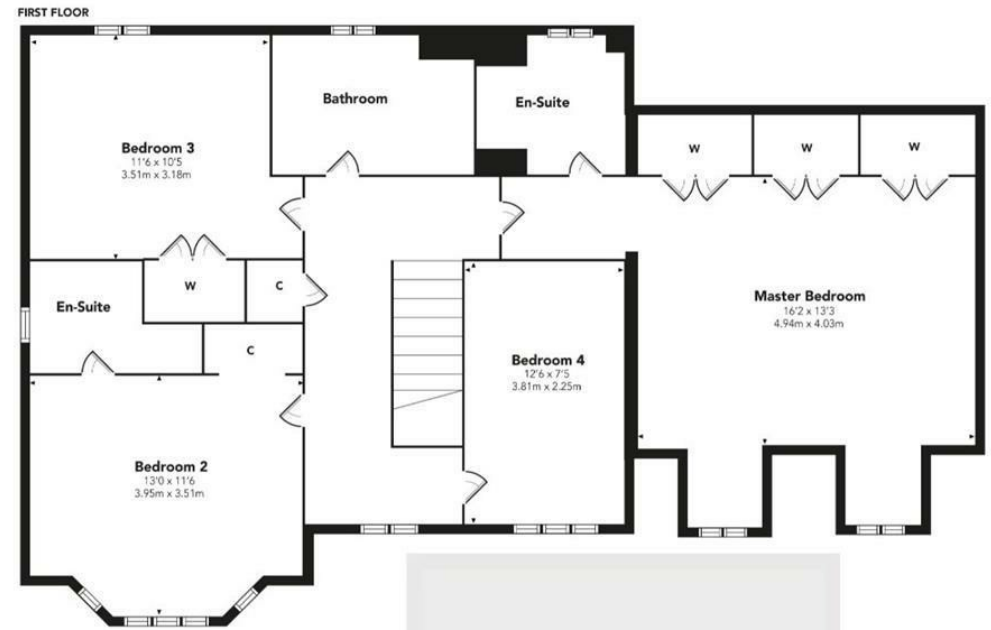 FIRST FLOOR
Bedroom 3
11'6 x 10'5
3.51m x 3.18m
Bathroom
En-Suite
W
W
W
W
C
En-Suite
C
Master Bedroom
16'2 x 13'3
4.94m x 4.03m
Bedroom 4
12'6 x 7'5
3.81m x 2.25m
Bedroom 2
13'0 x 11'6
3.95m x 3.51m